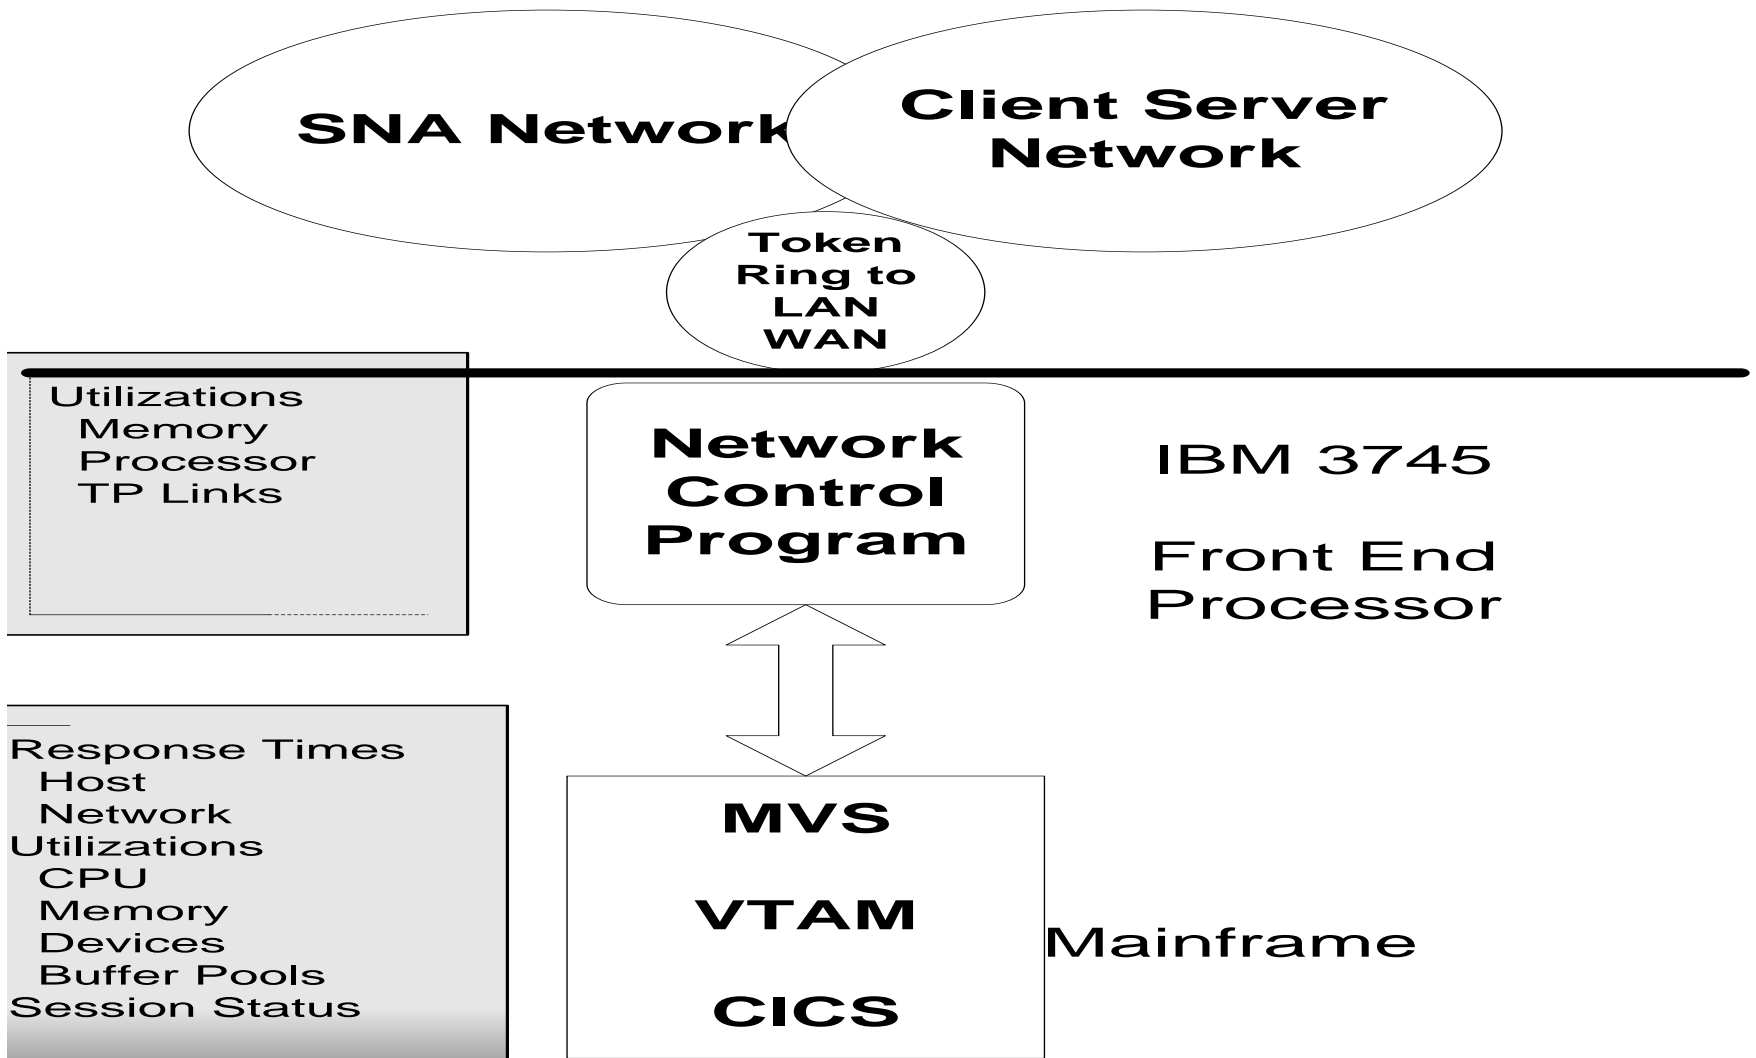 SNA Network
Client Server
Network
Token
Ring to
LAN
WAN
Utilizations
Memory
Processor
TP Links
Network
Control
Program
IBM 3745
Front End
Processor
Response Times
Host
Network
Utilizations
CPU
Memory
Devices
Buffer Pools
Session Status
MVS
VTAM
CICS
Mainframe